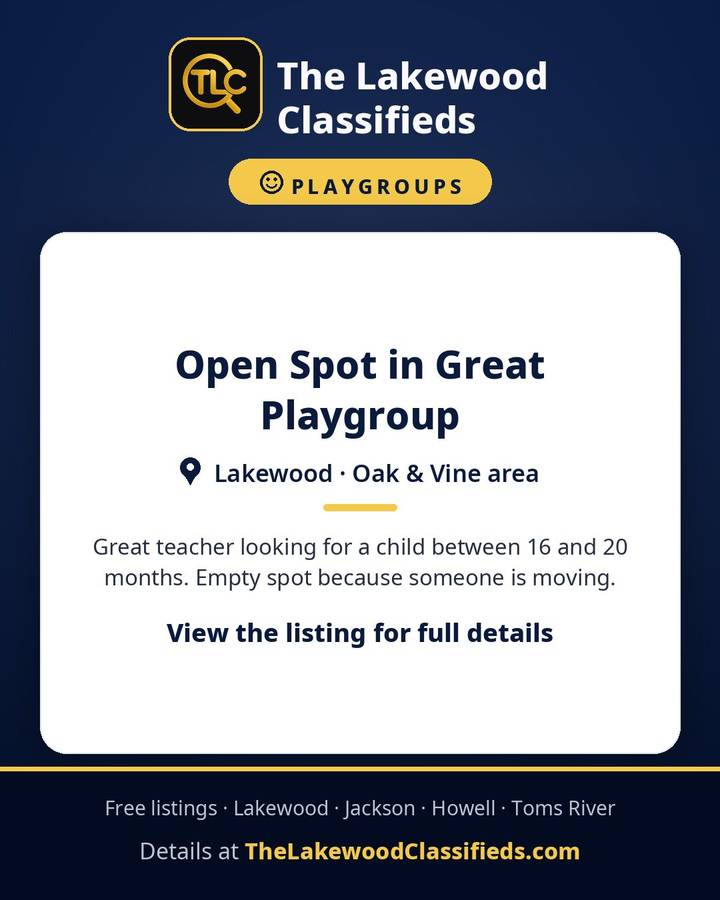 TLC
The Lakewood
Classifieds
PLAYGROUPS
Open Spot in Great
Playgroup
Lakewood · Oak & Vine area
Great teacher looking for a child between 16 and 20
months. Empty spot because someone is moving.
View the listing for full details
Free listings · Lakewood · Jackson · Howell · Toms River
Details at TheLakewoodClassifieds.com